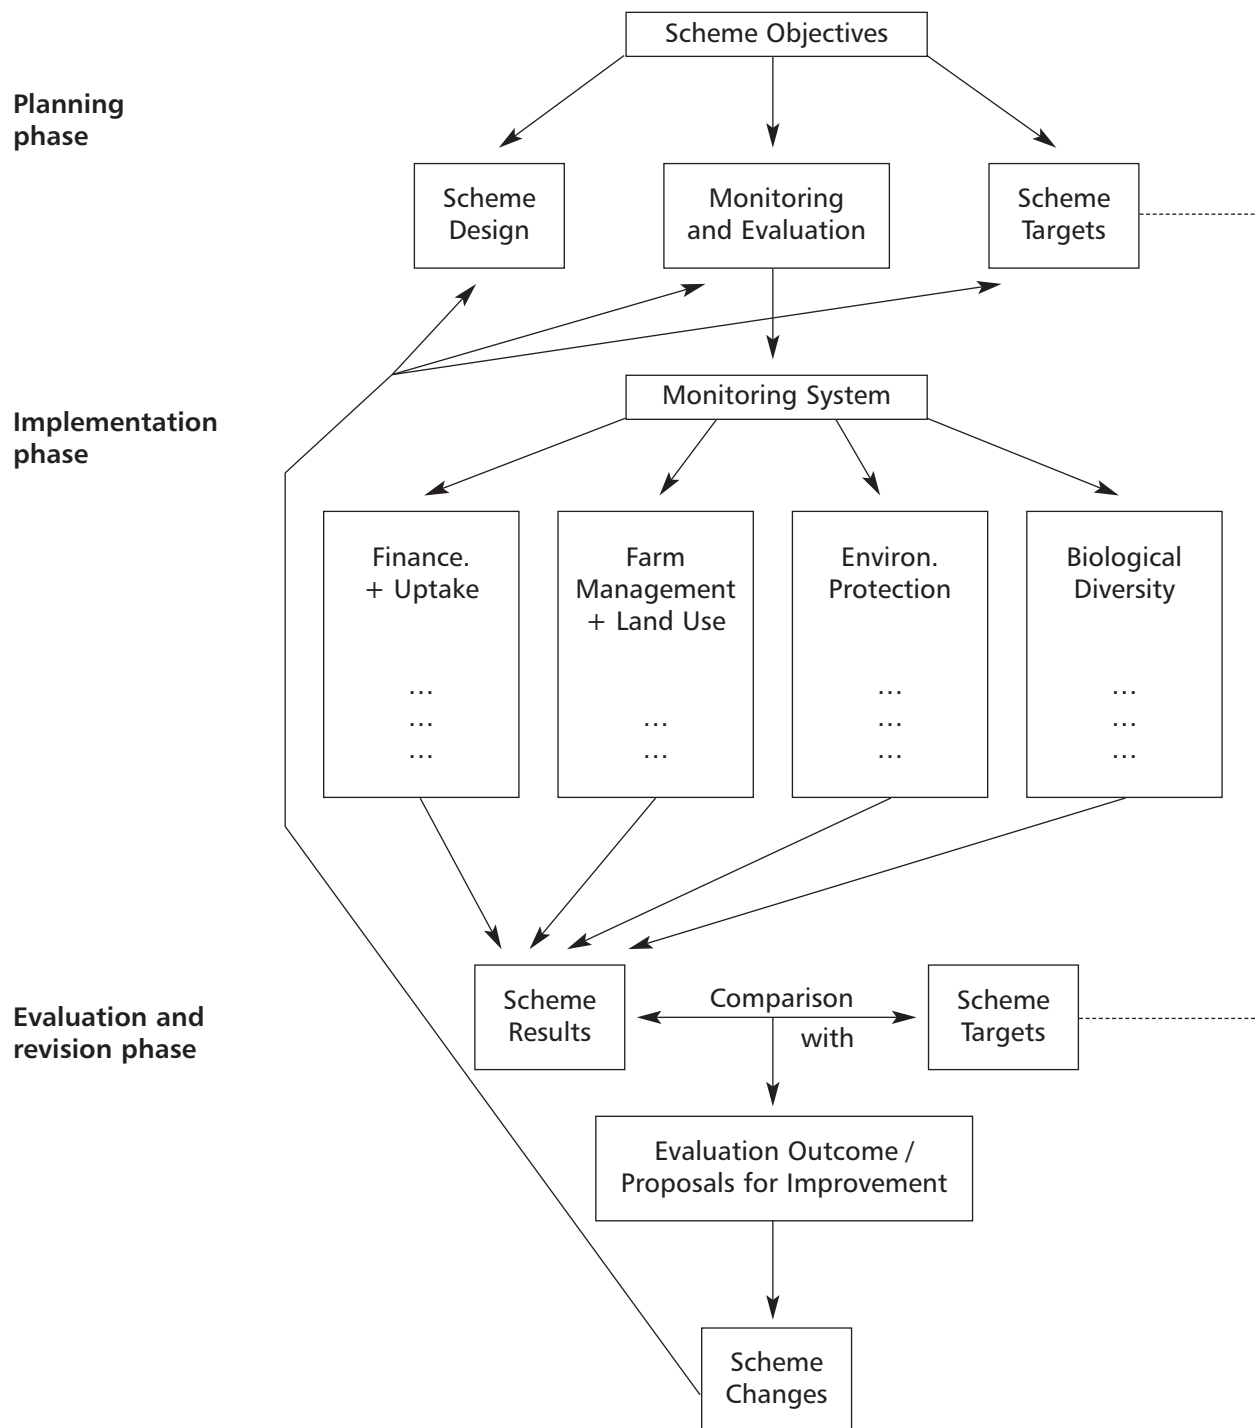 Scheme Objectives
Planning
phase
Scheme
Design
Monitoring
and Evaluation
Scheme
Targets
Monitoring System
Implementation
phase
Finance.
+ Uptake
…
…
…
Farm
Management
+ Land Use
…
…
Environ.
Protection
…
…
…
Biological
Diversity
…
…
…
Evaluation and
revision phase
Scheme
Results
Comparison
with
Scheme
Targets
Evaluation Outcome /
Proposals for Improvement
Scheme
Changes